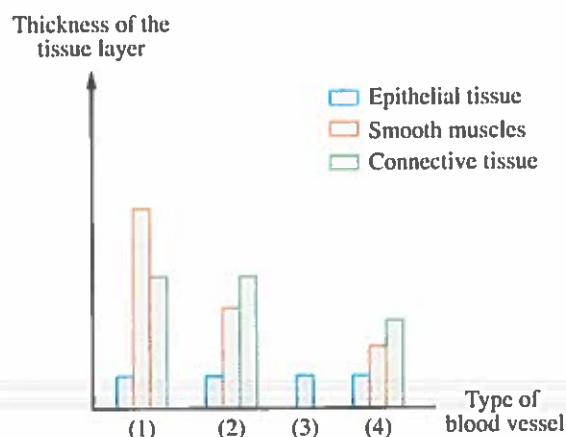 Thickness of the
tissue layer
Epithelial tissue
Smooth muscles
Connective tissue
(1)
(2)
(3)
(4)
Type of
blood vessel